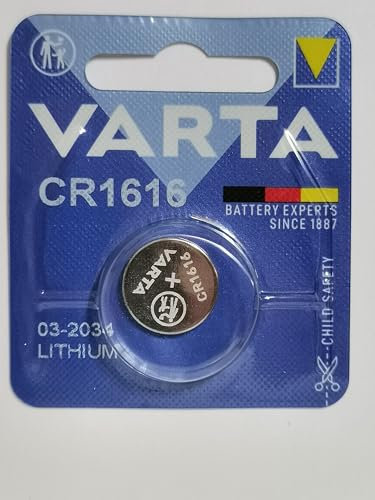 VARTA
CR1616
BATTERY EXPERTS
SINCE 1887
CR1616
+
VARTA
03-2034
LITHIUM
CHILD SAFETY